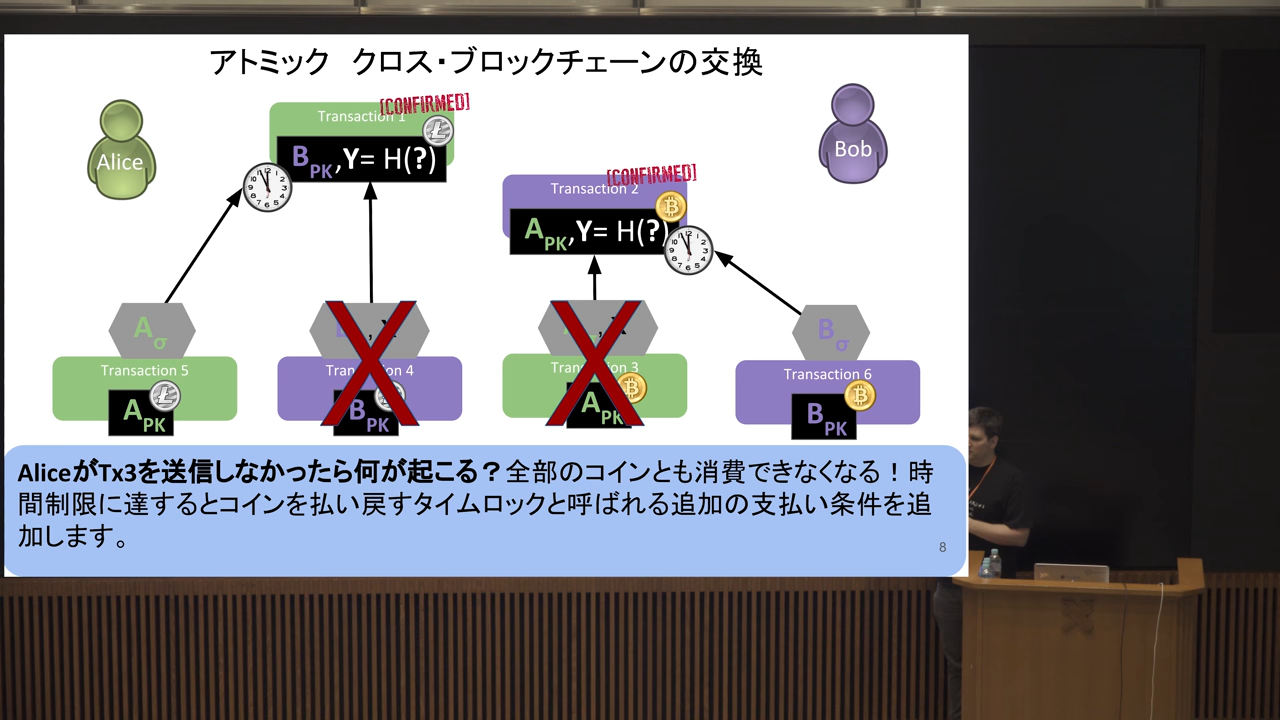 アトミック クロス・ブロックチェーンの交換
[CONFIRMED]
Transaction 1
Alice
BPK,Y= H(?)
Bob
[CONFIRMED]
Transaction 2
APK,Y= H(?)
Aσ
Bσ
Transaction 5
Transaction 4
Transaction 3
Transaction 6
APK
BPK
APK
BPK
AliceがTx3を送信しなかったら何が起こる？全部のコインとも消費できなくなる！時
間制限に達するとコインを払い戻すタイムロックと呼ばれる追加の支払い条件を追
加します。
8